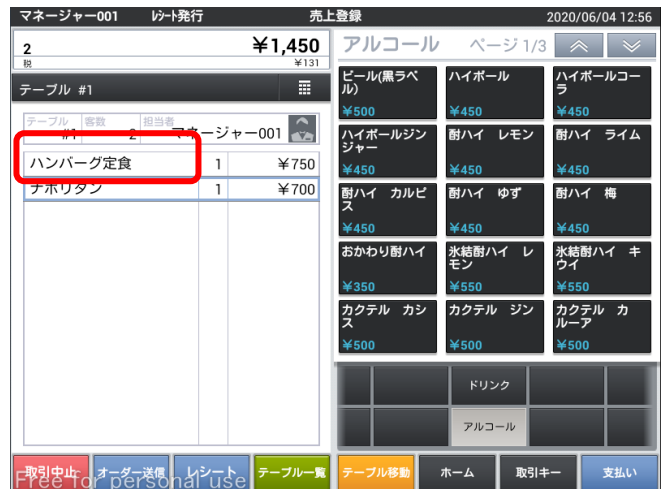 マネージャー001 レシート発行 売上登録 2020/06/04 12:56
2 ¥1,450
税 ¥131
テーブル #1
テーブル #1 客数 2 担当者 マネージャー001
ハンバーグ定食 1 ¥750
ナポリタン 1 ¥700
アルコール ページ 1/3
ビール(黒ラベル) ¥500
ハイボール ¥450
ハイボールコーラ ¥450
ハイボールジンジャー ¥450
酎ハイ レモン ¥450
酎ハイ ライム ¥450
酎ハイ カルピス ¥450
酎ハイ ゆず ¥450
酎ハイ 梅 ¥450
おかわり酎ハイ ¥350
氷結酎ハイ レモン ¥550
氷結酎ハイ キウイ ¥550
カクテル カシス ¥500
カクテル ジン ¥500
カクテル カルーア ¥500
ドリンク
アルコール
取引中止 オーダー送信 レシート テーブル一覧 テーブル移動 ホーム 取引キー 支払い
Free for personal use